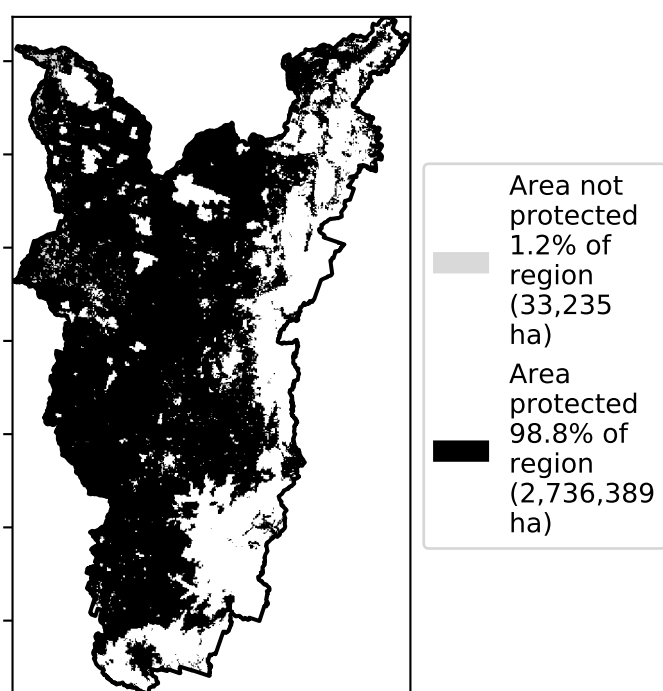 Area not
protected
1.2% of
region
(33,235
ha)
Area
protected
98.8% of
region
(2,736,389
ha)